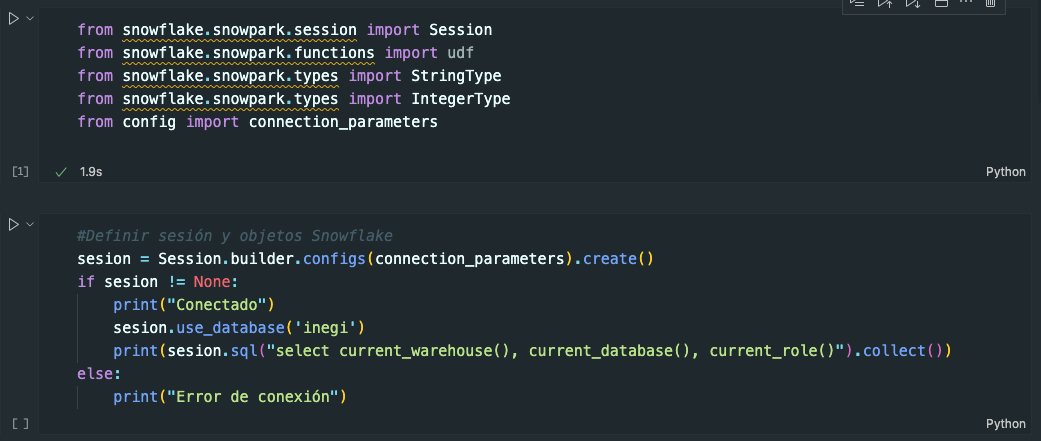 from snowflake.snowpark.session import Session
from snowflake.snowpark.functions import udf
from snowflake.snowpark.types import StringType
from snowflake.snowpark.types import IntegerType
from config import connection_parameters
[1]
1.9s
Python
#Definir sesión y objetos Snowflake
sesion = Session.builder.configs(connection_parameters).create()
if sesion != None:
    print("Conectado")
    sesion.use_database('inegi')
    print(sesion.sql("select current_warehouse(), current_database(), current_role()").collect())
else:
    print("Error de conexión")
[ ]
Python